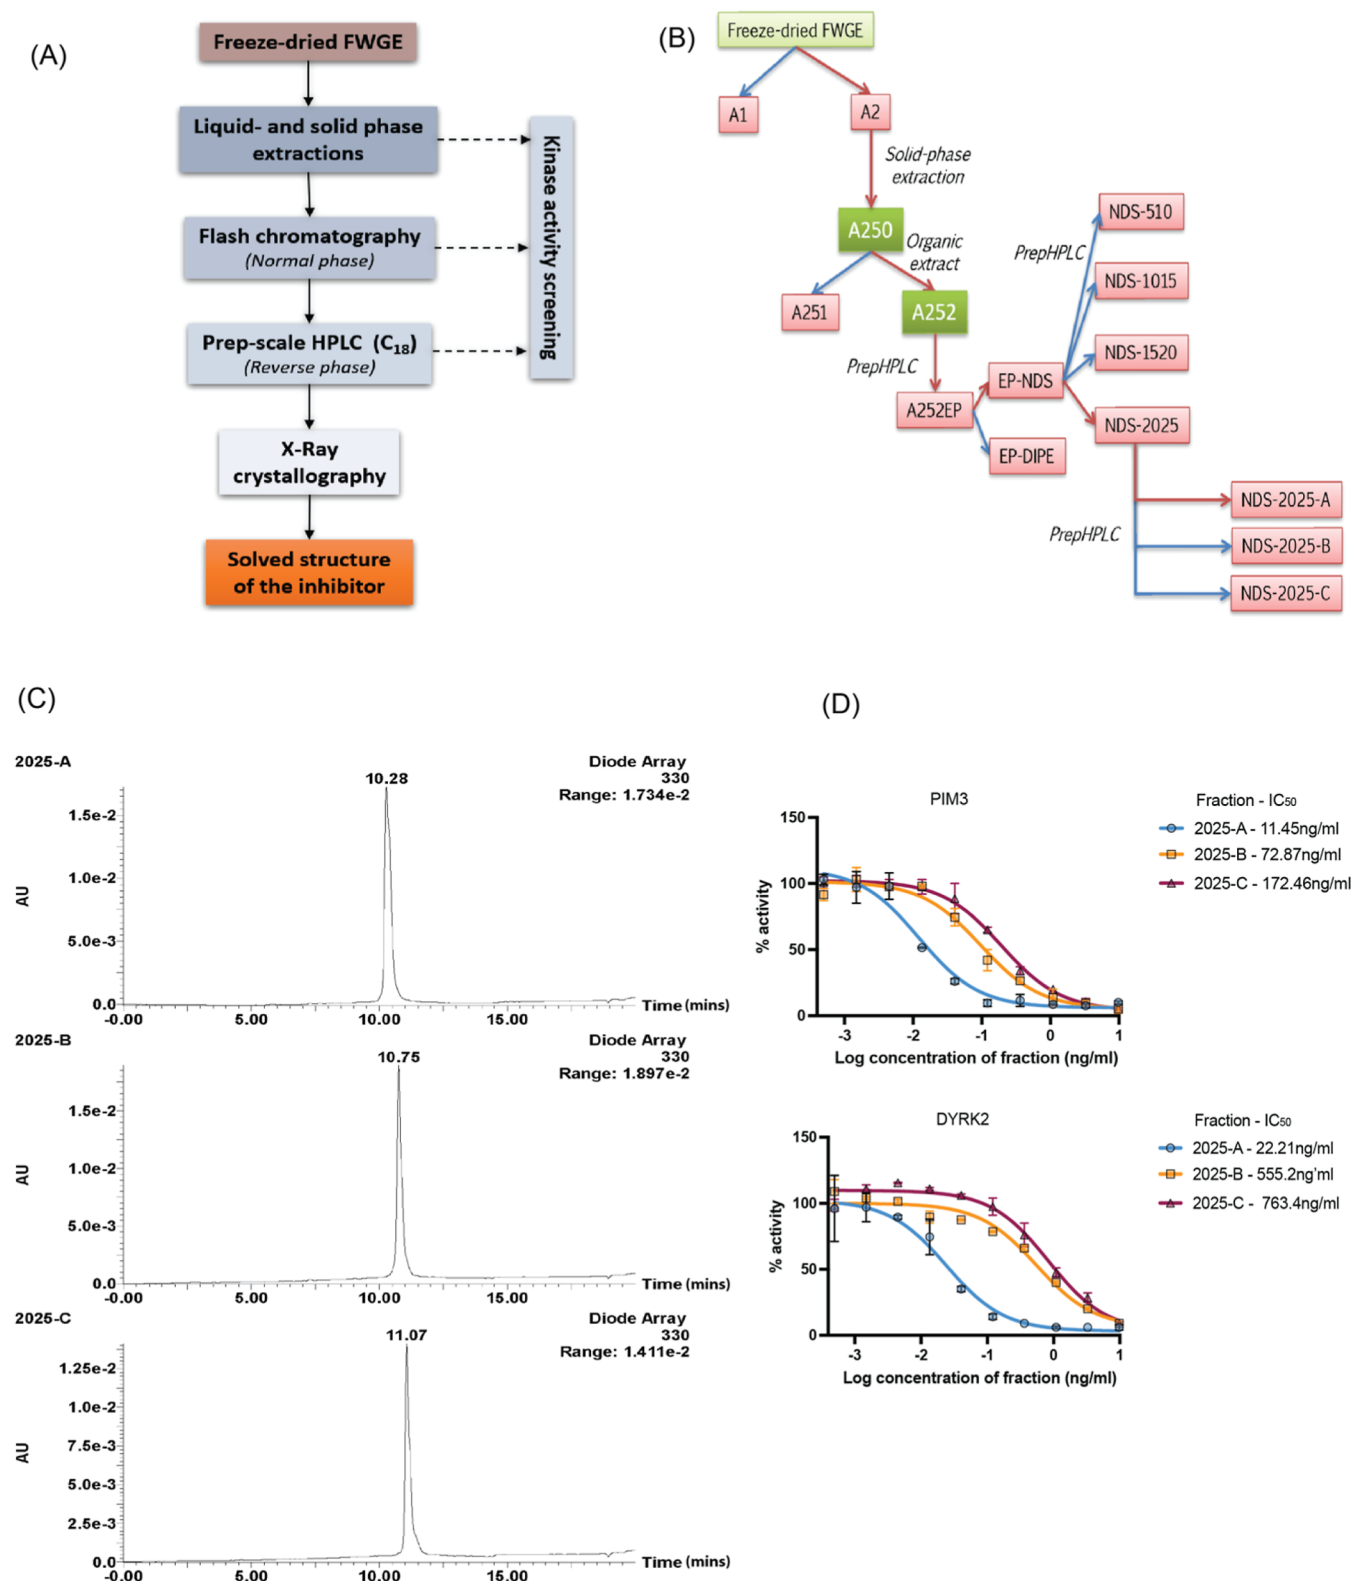 (A)
Freeze-dried FWGE
Liquid- and solid phase
extractions
Flash chromatography
(Normal phase)
Prep-scale HPLC (C18)
(Reverse phase)
X-Ray
crystallography
Solved structure
of the inhibitor
Kinase activity screening
(B)
Freeze-dried FWGE
A1
A2
Solid-phase
extraction
A250
Organic
extract
A251
A252
PrepHPLC
A252EP
EP-NDS
EP-DIPE
PrepHPLC
NDS-510
NDS-1015
NDS-1520
NDS-2025
PrepHPLC
NDS-2025-A
NDS-2025-B
NDS-2025-C
(C)
2025-A
Diode Array
330
Range: 1.734e-2
10.28
1.5e-2
1.0e-2
5.0e-3
0.0
AU
-0.00 5.00 10.00 15.00
Time (mins)
2025-B
Diode Array
330
Range: 1.897e-2
10.75
1.5e-2
1.0e-2
5.0e-3
0.0
AU
-0.00 5.00 10.00 15.00
Time (mins)
2025-C
Diode Array
330
Range: 1.411e-2
11.07
1.25e-2
1.0e-2
7.5e-3
5.0e-3
2.5e-3
0.0
AU
-0.00 5.00 10.00 15.00
Time (mins)
(D)
PIM3
150
100
50
0
% activity
-3 -2 -1 0 1
Log concentration of fraction (ng/ml)
Fraction - IC50
2025-A - 11.45ng/ml
2025-B - 72.87ng/ml
2025-C - 172.46ng/ml
DYRK2
150
100
50
0
% activity
-3 -2 -1 0 1
Log concentration of fraction (ng/ml)
Fraction - IC50
2025-A - 22.21ng/ml
2025-B - 555.2ng'ml
2025-C - 763.4ng/ml